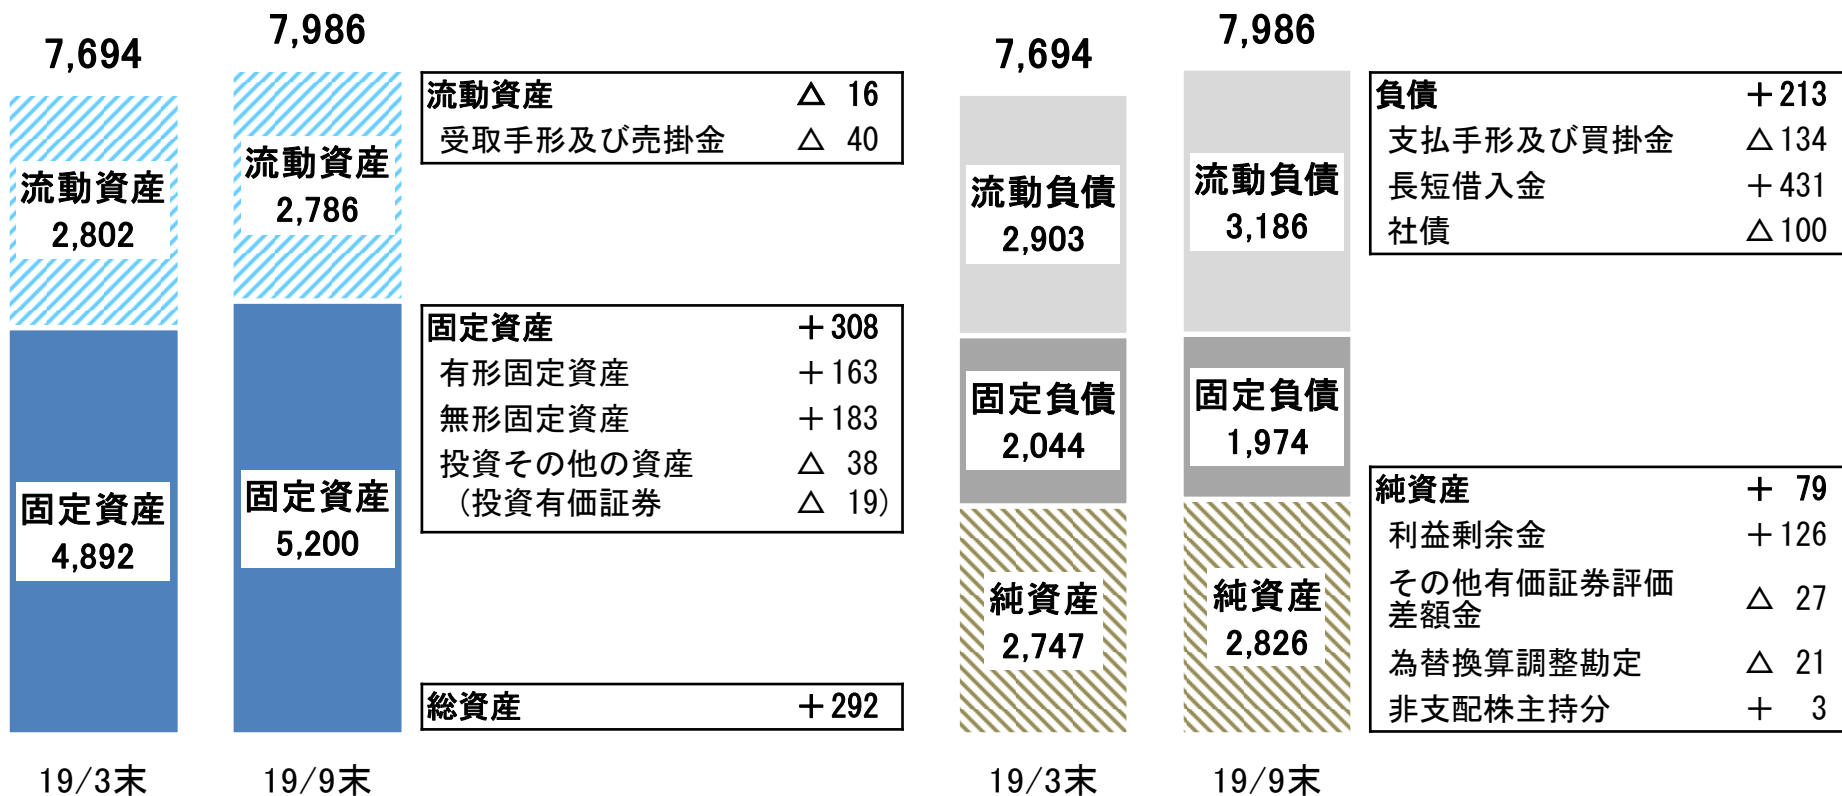 7,694
7,986
流動資産
2,802
流動資産
2,786
固定資産
4,892
固定資産
5,200
19/3末
19/9末
流動資産 △ 16
受取手形及び売掛金 △ 40
固定資産 ＋308
有形固定資産 ＋163
無形固定資産 ＋183
投資その他の資産 △ 38
（投資有価証券 △ 19）
総資産 ＋292
7,694
7,986
流動負債
2,903
流動負債
3,186
固定負債
2,044
固定負債
1,974
純資産
2,747
純資産
2,826
19/3末
19/9末
負債 ＋213
支払手形及び買掛金 △134
長短借入金 ＋431
社債 △100
純資産 ＋ 79
利益剰余金 ＋126
その他有価証券評価
差額金 △ 27
為替換算調整勘定 △ 21
非支配株主持分 ＋ 3